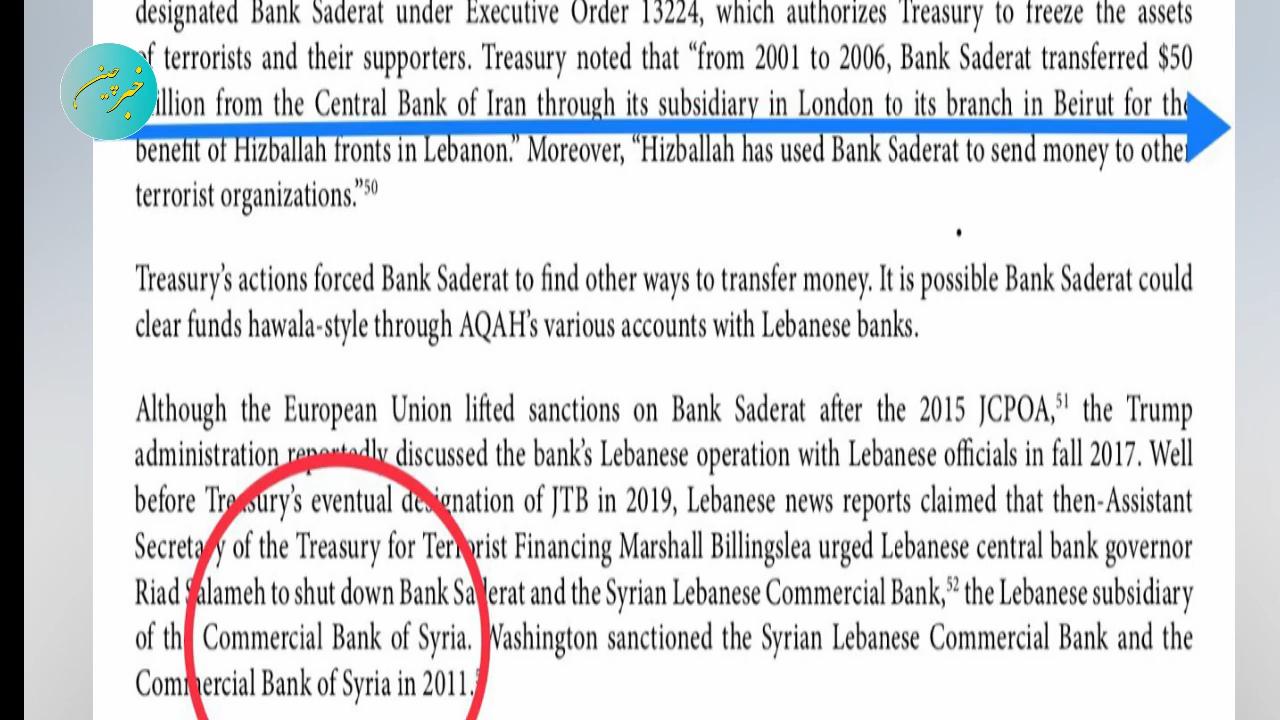 designated Bank Saderat under Executive Order 13224, which authorizes Treasury to freeze the assets
خبرچین
of terrorists and their supporters. Treasury noted that “from 2001 to 2006, Bank Saderat transferred $50
million from the Central Bank of Iran through its subsidiary in London to its branch in Beirut for the
benefit of Hizballah fronts in Lebanon.” Moreover, “Hizballah has used Bank Saderat to send money to other
terrorist organizations.”50
Treasury’s actions forced Bank Saderat to find other ways to transfer money. It is possible Bank Saderat could
clear funds hawala-style through AQAH’s various accounts with Lebanese banks.
Although the European Union lifted sanctions on Bank Saderat after the 2015 JCPOA,51 the Trump
administration reportedly discussed the bank’s Lebanese operation with Lebanese officials in fall 2017. Well
before Treasury’s eventual designation of JTB in 2019, Lebanese news reports claimed that then-Assistant
Secretary of the Treasury for Terrorist Financing Marshall Billingslea urged Lebanese central bank governor
Riad Salameh to shut down Bank Saderat and the Syrian Lebanese Commercial Bank,52 the Lebanese subsidiary
of the Commercial Bank of Syria. Washington sanctioned the Syrian Lebanese Commercial Bank and the
Commercial Bank of Syria in 2011.